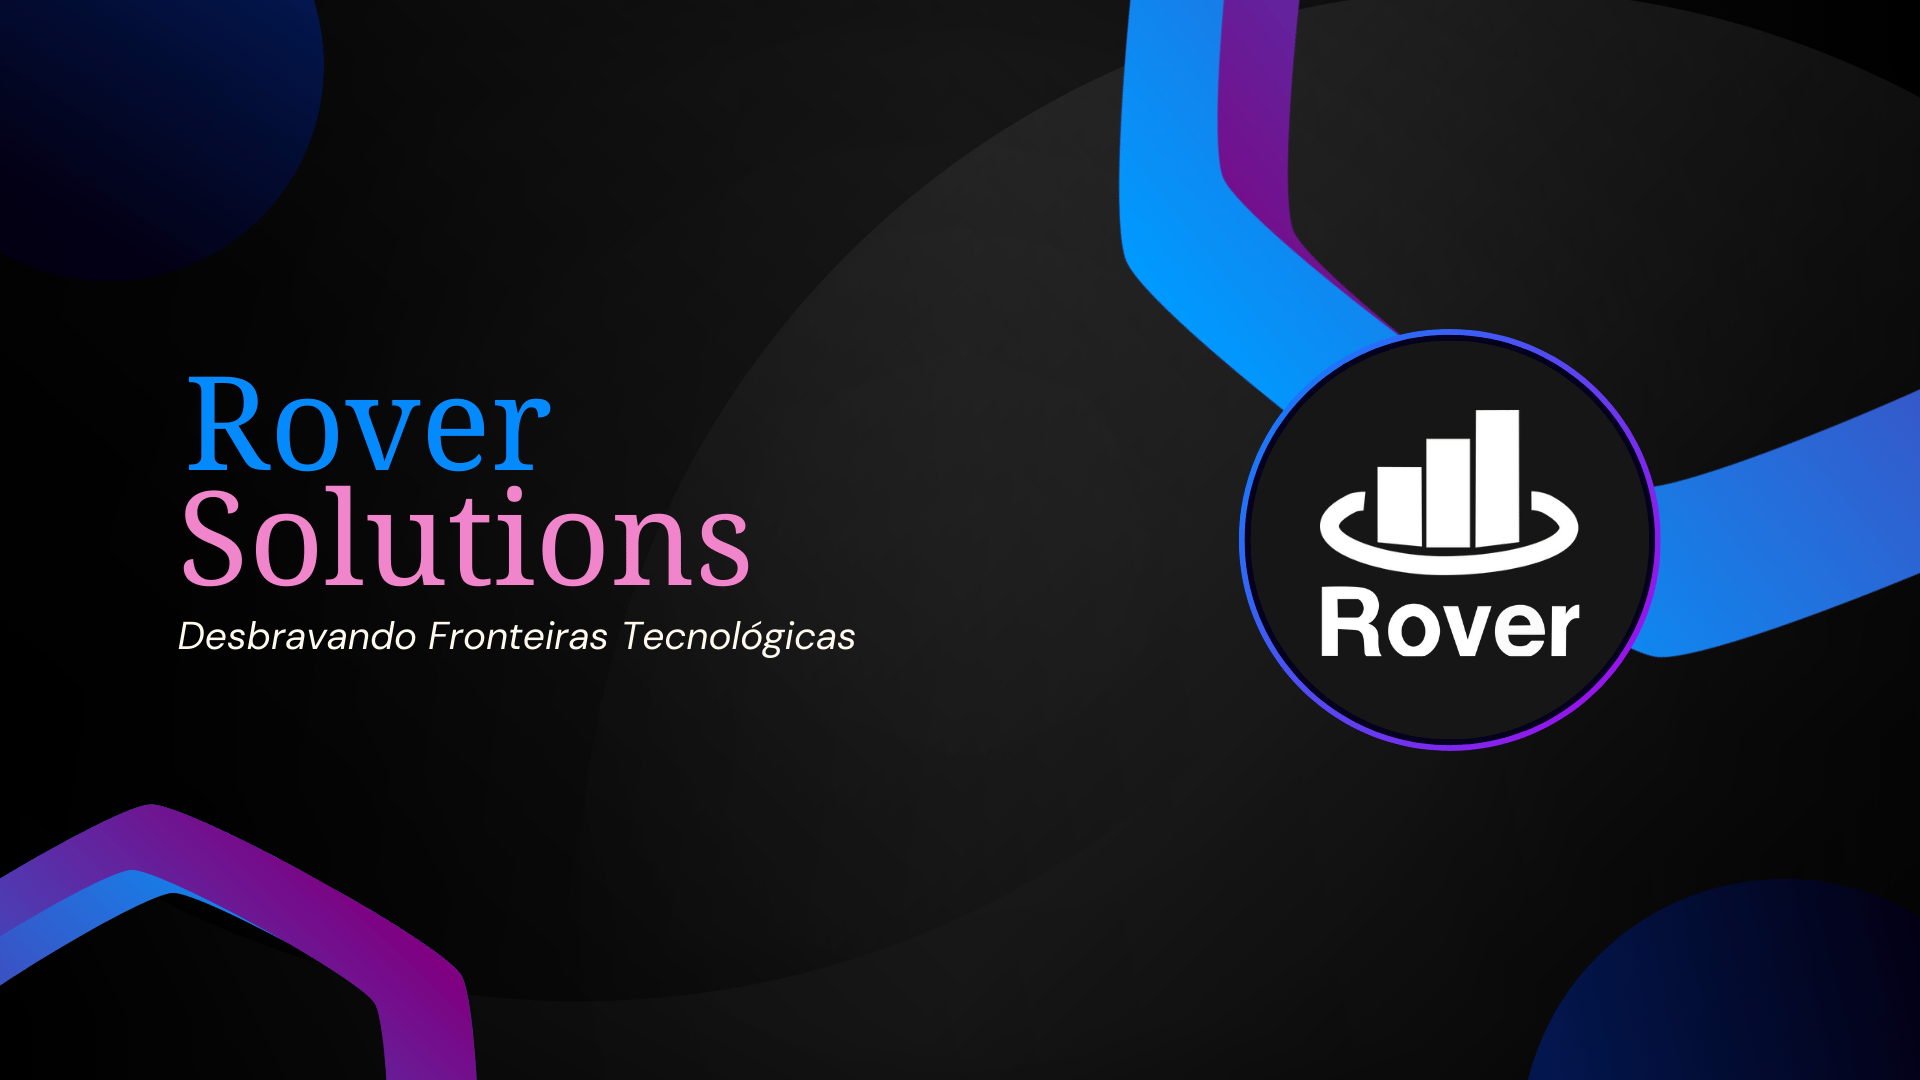 Rover
Solutions
Desbravando Fronteiras Tecnológicas
Rover